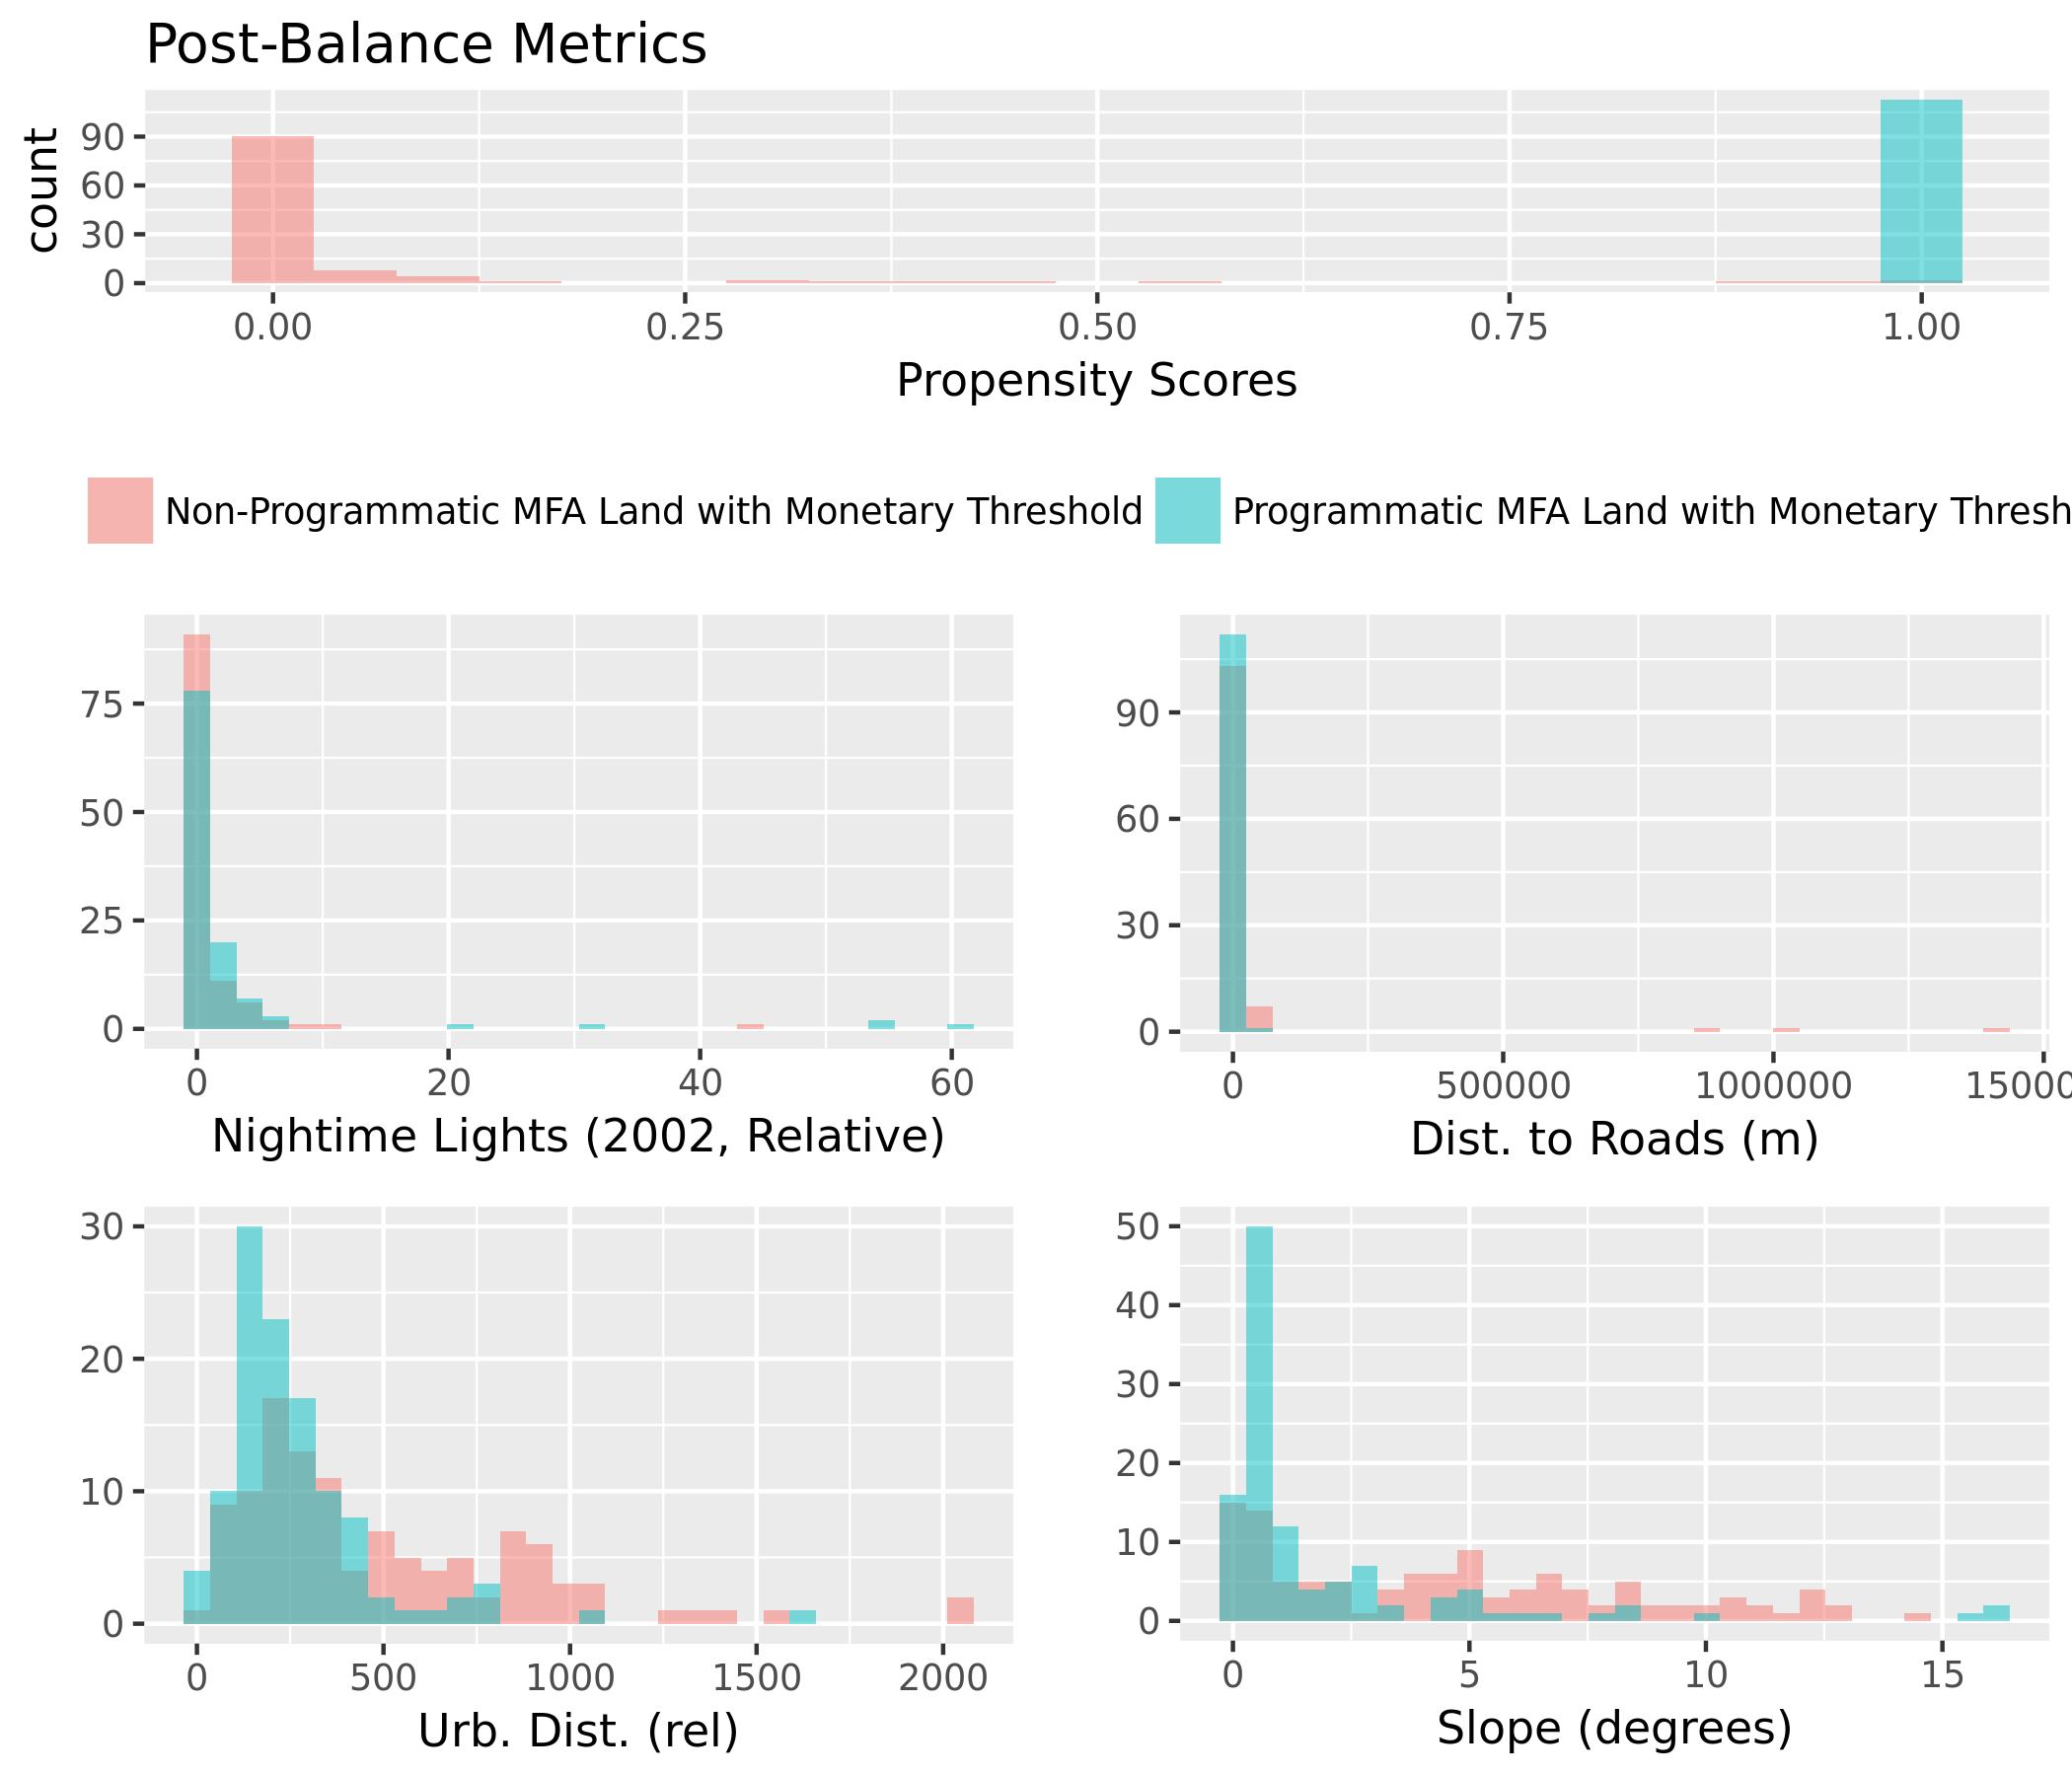 Post-Balance Metrics
count
90
60
30
0
0.00 0.25 0.50 0.75 1.00
Propensity Scores
Non-Programmatic MFA Land with Monetary Threshold Programmatic MFA Land with Monetary Thresh
75
50
25
0
0 20 40 60
Nightime Lights (2002, Relative)
90
60
30
0
0 500000 1000000 15000
Dist. to Roads (m)
30
20
10
0
0 500 1000 1500 2000
Urb. Dist. (rel)
50
40
30
20
10
0
0 5 10 15
Slope (degrees)